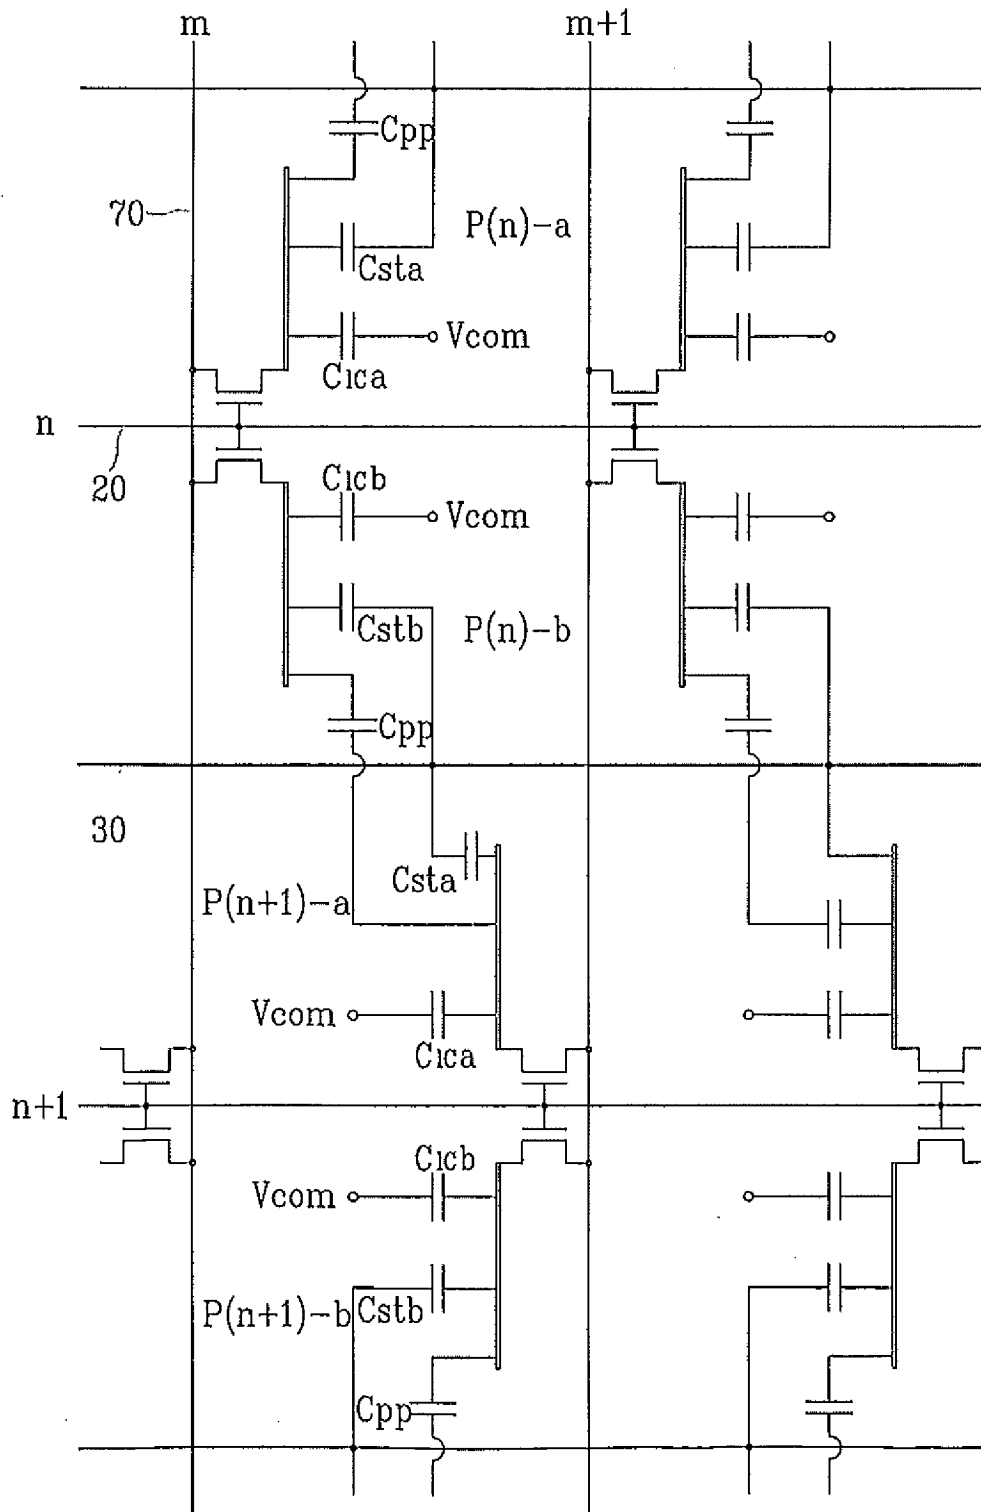 m
m+1
Cpp
70
P(n)-a
Csta
Vcom
Clca
n
20
Clcb
Vcom
Cstb
P(n)-b
Cpp
30
Csta
P(n+1)-a
Vcom
Clca
n+1
Clcb
Vcom
P(n+1)-b
Cstb
Cpp